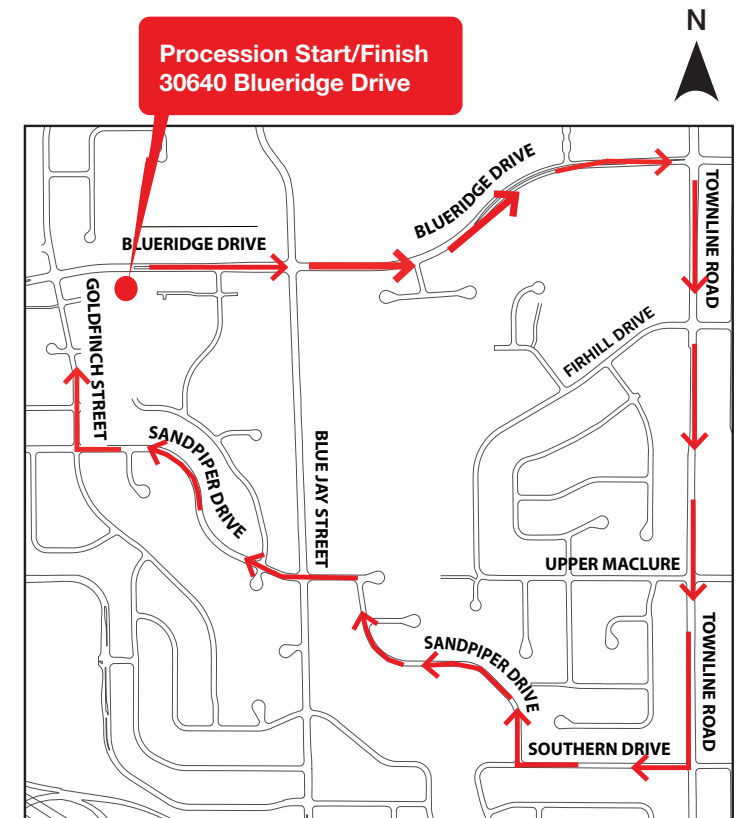 N
Procession Start/Finish
30640 Blueridge Drive
BLUERIDGE DRIVE
TOWNLINE ROAD
BLUERIDGE DRIVE
GOLDFINCH STREET
FIRHILL DRIVE
SANDPIPER DRIVE
BLUE JAY STREET
UPPER MACLURE
TOWNLINE ROAD
SANDPIPER DRIVE
SOUTHERN DRIVE